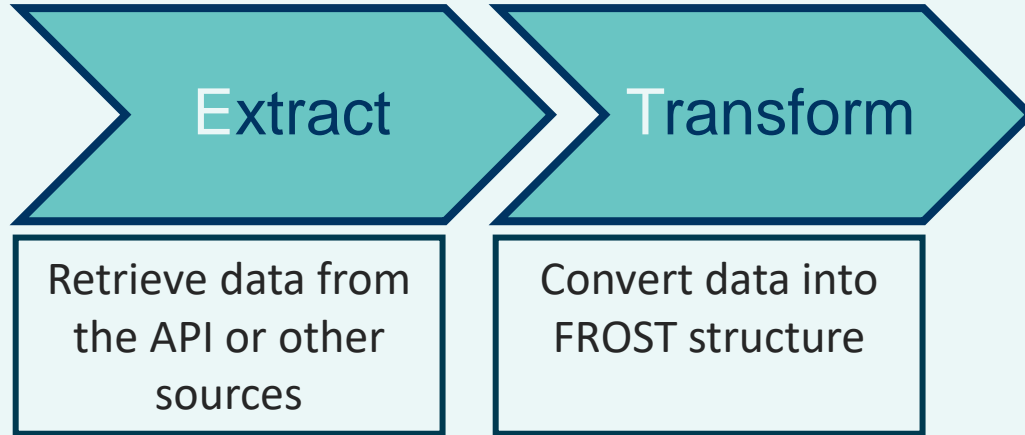 Extract
Transform
Retrieve data from
the API or other
sources
Convert data into
FROST structure